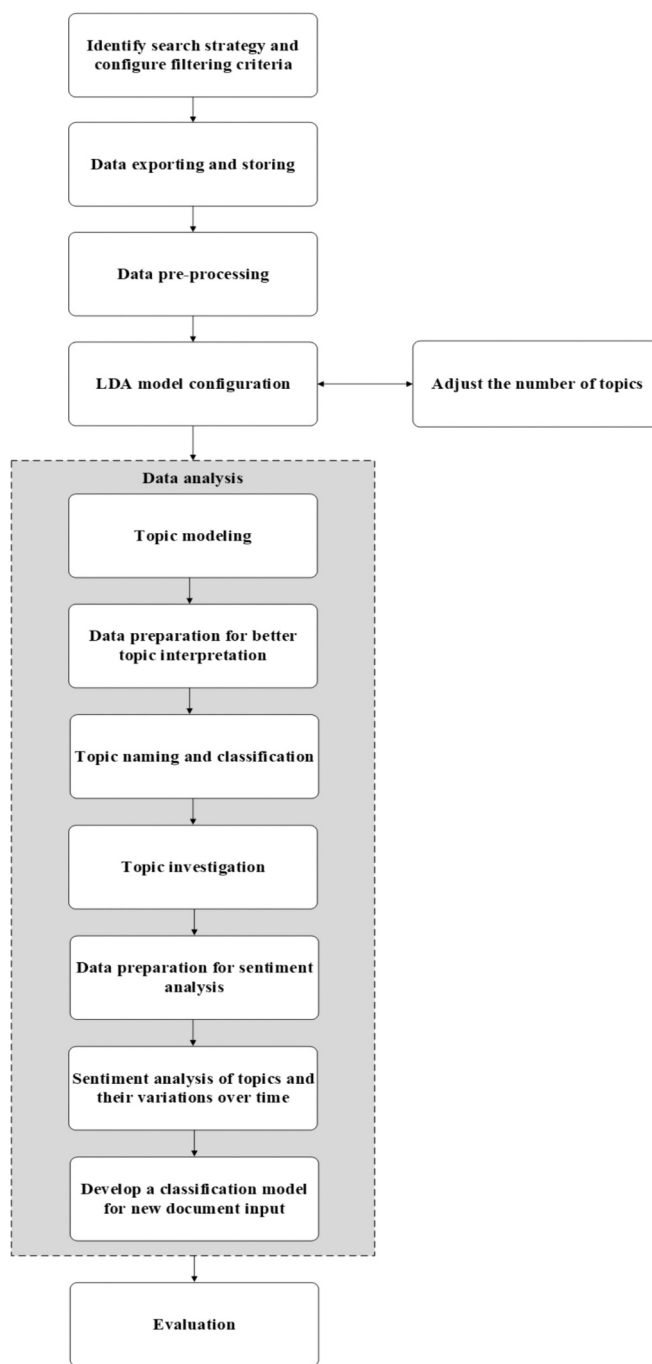 Identify search strategy and
configure filtering criteria
Data exporting and storing
Data pre-processing
LDA model configuration
Adjust the number of topics
Data analysis
Topic modeling
Data preparation for better
topic interpretation
Topic naming and classification
Topic investigation
Data preparation for sentiment
analysis
Sentiment analysis of topics and
their variations over time
Develop a classification model
for new document input
Evaluation